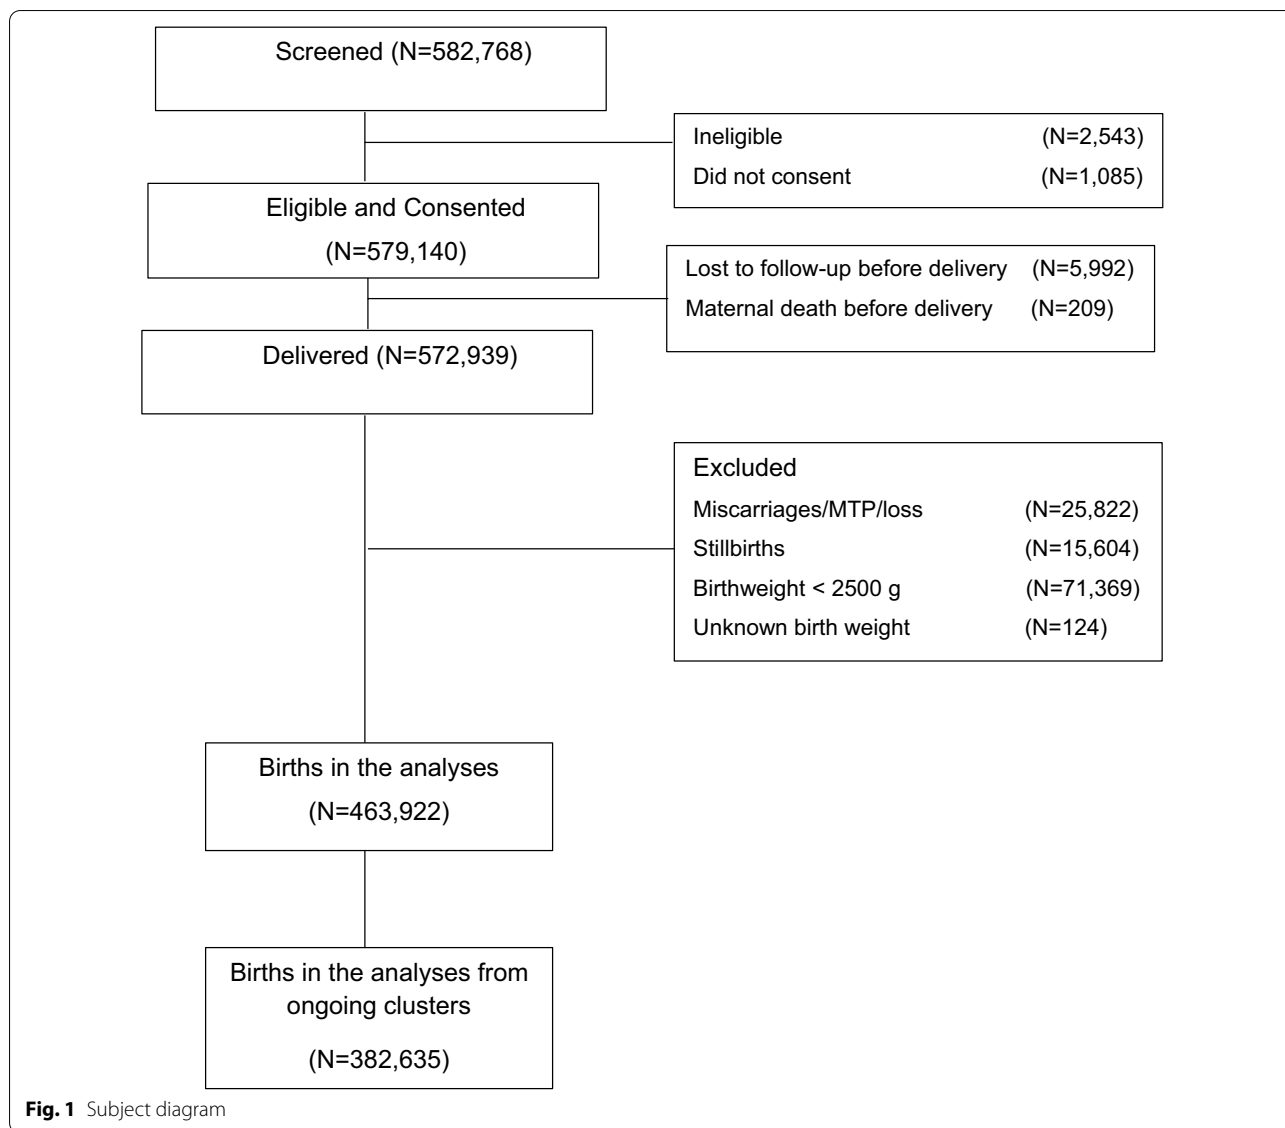 Screened (N=582,768)
Ineligible (N=2,543)
Did not consent (N=1,085)
Eligible and Consented
(N=579,140)
Lost to follow-up before delivery (N=5,992)
Maternal death before delivery (N=209)
Delivered (N=572,939)
Excluded
Miscarriages/MTP/loss (N=25,822)
Stillbirths (N=15,604)
Birthweight < 2500 g (N=71,369)
Unknown birth weight (N=124)
Births in the analyses
(N=463,922)
Births in the analyses from
ongoing clusters
(N=382,635)
Fig. 1 Subject diagram